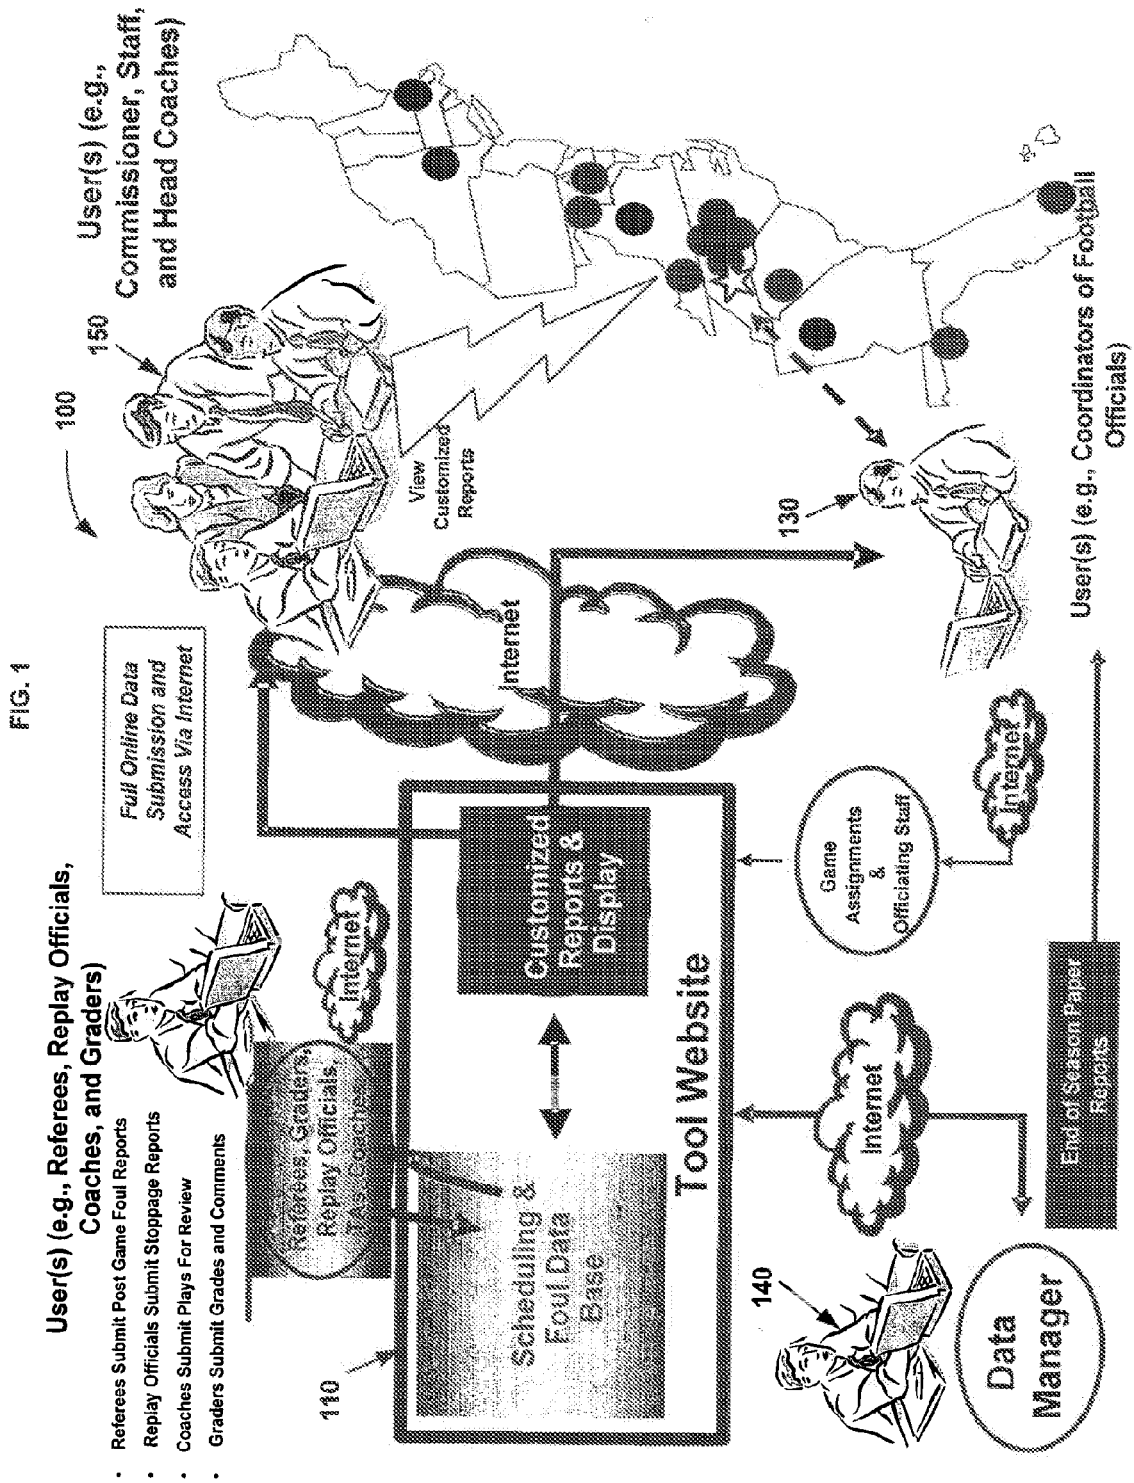 FIG. 1
User(s) (e.g., Referees, Replay Officials,
Coaches, and Graders)
• Referees Submit Post Game Foul Reports
• Replay Officials Submit Stoppage Reports
• Coaches Submit Plays For Review
• Graders Submit Grades and Comments
Full Online Data
Submission and
Access Via Internet
100
150
User(s) (e.g.,
Commissioner, Staff,
and Head Coaches)
Referees, Graders,
Replay Officials,
Coaches
Internet
110
Scheduling &
Foul Data
Base
Customized
Reports &
Display
Tool Website
Internet
View
Customized
Reports
130
User(s) (e.g., Coordinators of Football
Officials)
140
Data
Manager
Internet
Game
Assignments
&
Officiating Staff
Internet
End of Season Paper
Reports